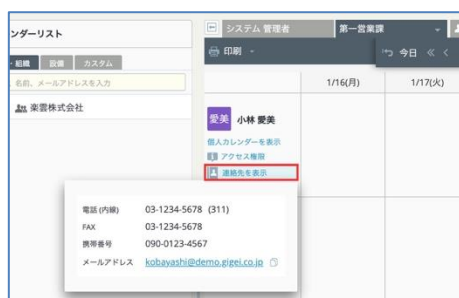 ンダーリスト
組織 設備 カスタム
名前、メールアドレスを入力
楽雲株式会社
システム 管理者
第一営業課
印刷
今日
1/16(月)
1/17(火)
愛美
小林 愛美
個人カレンダーを表示
アクセス権限
連絡先を表示
電話 (内線) 03-1234-5678 (311)
FAX 03-1234-5678
携帯番号 090-0123-4567
メールアドレス kobayashi@demo.gigei.co.jp